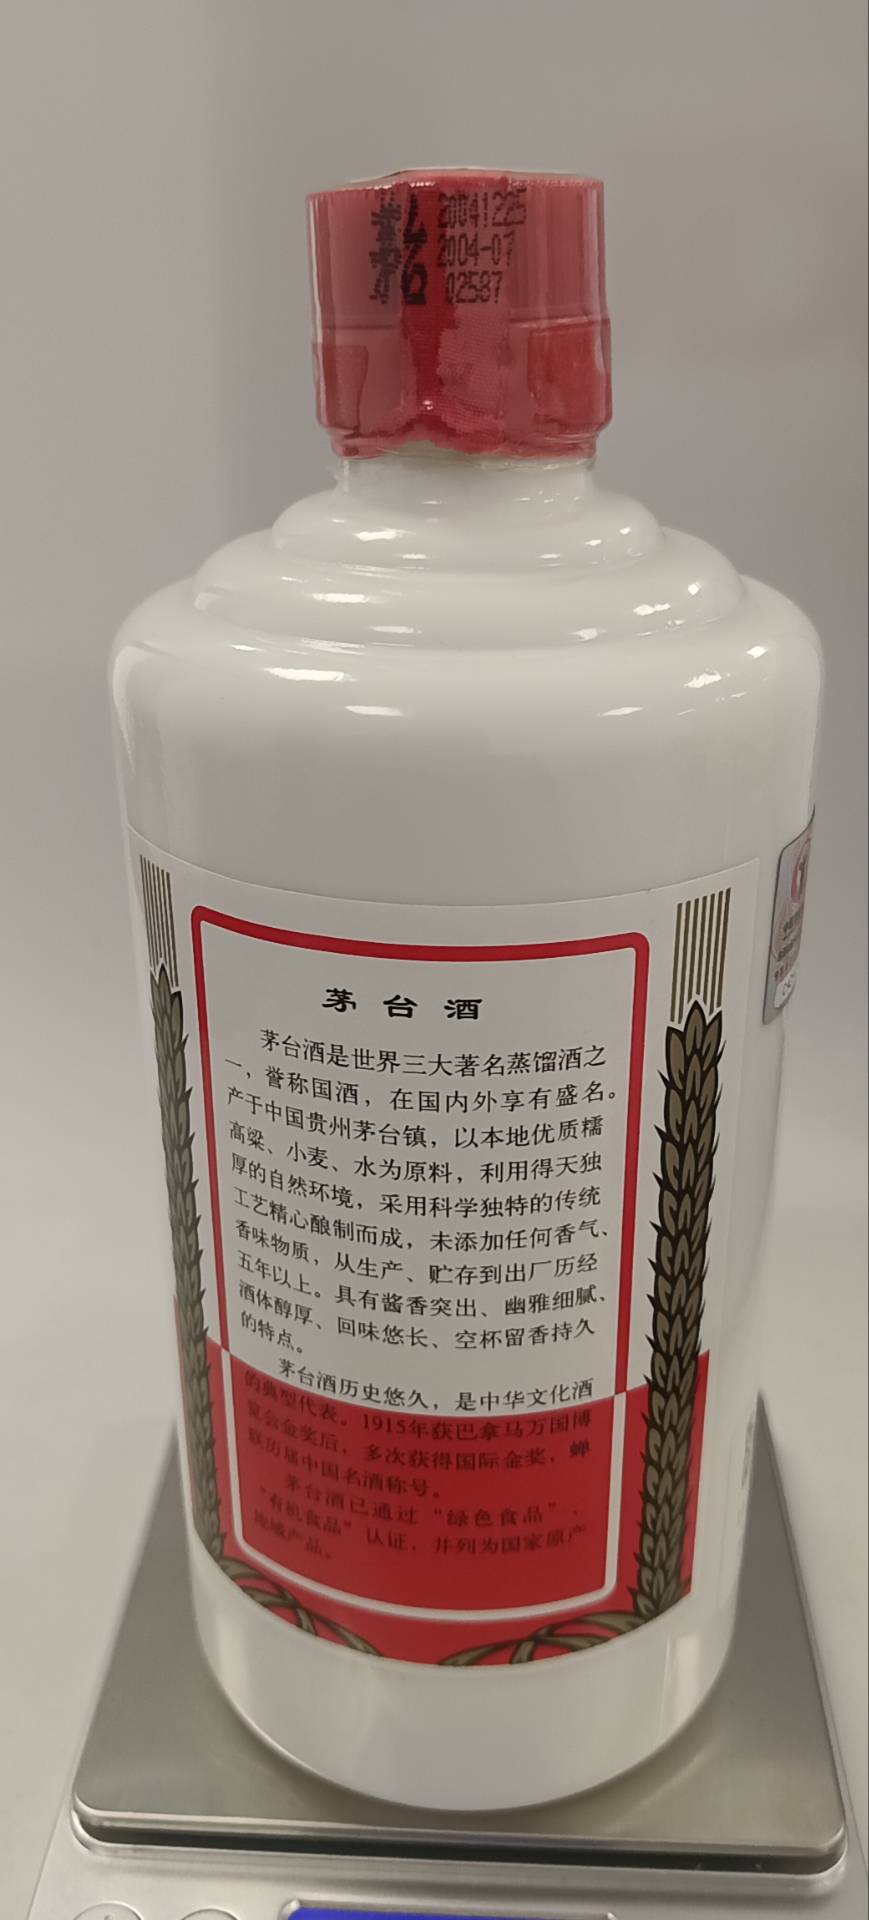 茅台
20041225
2004-07
02587
茅台酒
茅台酒是世界三大著名蒸馏酒之
一，誉称国酒，在国内外享有盛名。
产于中国贵州茅台镇，以本地优质糯
高粱、小麦、水为原料，利用得天独
厚的自然环境，采用科学独特的传统
工艺精心酿制而成，未添加任何香气、
香味物质，从生产、贮存到出厂历经
五年以上。具有酱香突出、幽雅细腻、
酒体醇厚、回味悠长、空杯留香持久
的特点。
茅台酒历史悠久，是中华文化酒
的典型代表。1915年获巴拿马万国博
览会金奖后，多次获得国际金奖，蝉
联历届中国名酒称号。
茅台酒已通过“绿色食品”、
“有机食品”认证，并列为国家原产
地域产品。